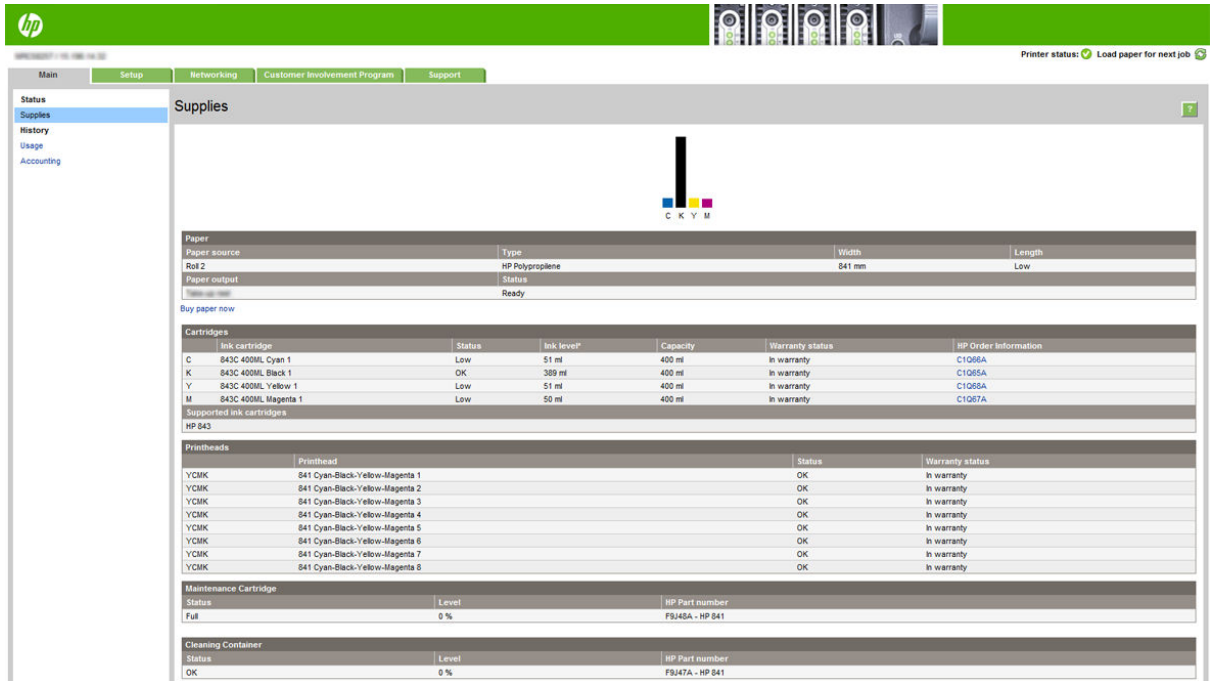 hp
Printer status: Load paper for next job
Main Setup Networking Customer Involvement Program Support
Status
Supplies
History
Usage
Accounting
Supplies
?
C K Y M
Paper
Paper source Type Width Length
Roll 2 HP Polypropilene 841 mm Low
Paper output Status
Ready
Buy paper now
Cartridges
Ink cartridge Status Ink level* Capacity Warranty status HP Order Information
C 843C 400ML Cyan 1 Low 51 ml 400 ml In warranty C1Q66A
K 843C 400ML Black 1 OK 389 ml 400 ml In warranty C1Q65A
Y 843C 400ML Yellow 1 Low 51 ml 400 ml In warranty C1Q68A
M 843C 400ML Magenta 1 Low 50 ml 400 ml In warranty C1Q67A
Supported ink cartridges
HP 843
Printheads
Printhead Status Warranty status
YCMK 841 Cyan-Black-Yellow-Magenta 1 OK In warranty
YCMK 841 Cyan-Black-Yellow-Magenta 2 OK In warranty
YCMK 841 Cyan-Black-Yellow-Magenta 3 OK In warranty
YCMK 841 Cyan-Black-Yellow-Magenta 4 OK In warranty
YCMK 841 Cyan-Black-Yellow-Magenta 5 OK In warranty
YCMK 841 Cyan-Black-Yellow-Magenta 6 OK In warranty
YCMK 841 Cyan-Black-Yellow-Magenta 7 OK In warranty
YCMK 841 Cyan-Black-Yellow-Magenta 8 OK In warranty
Maintenance Cartridge
Status Level HP Part number
Full 0 % F9J48A - HP 841
Cleaning Container
Status Level HP Part number
OK 0 % F9J47A - HP 841